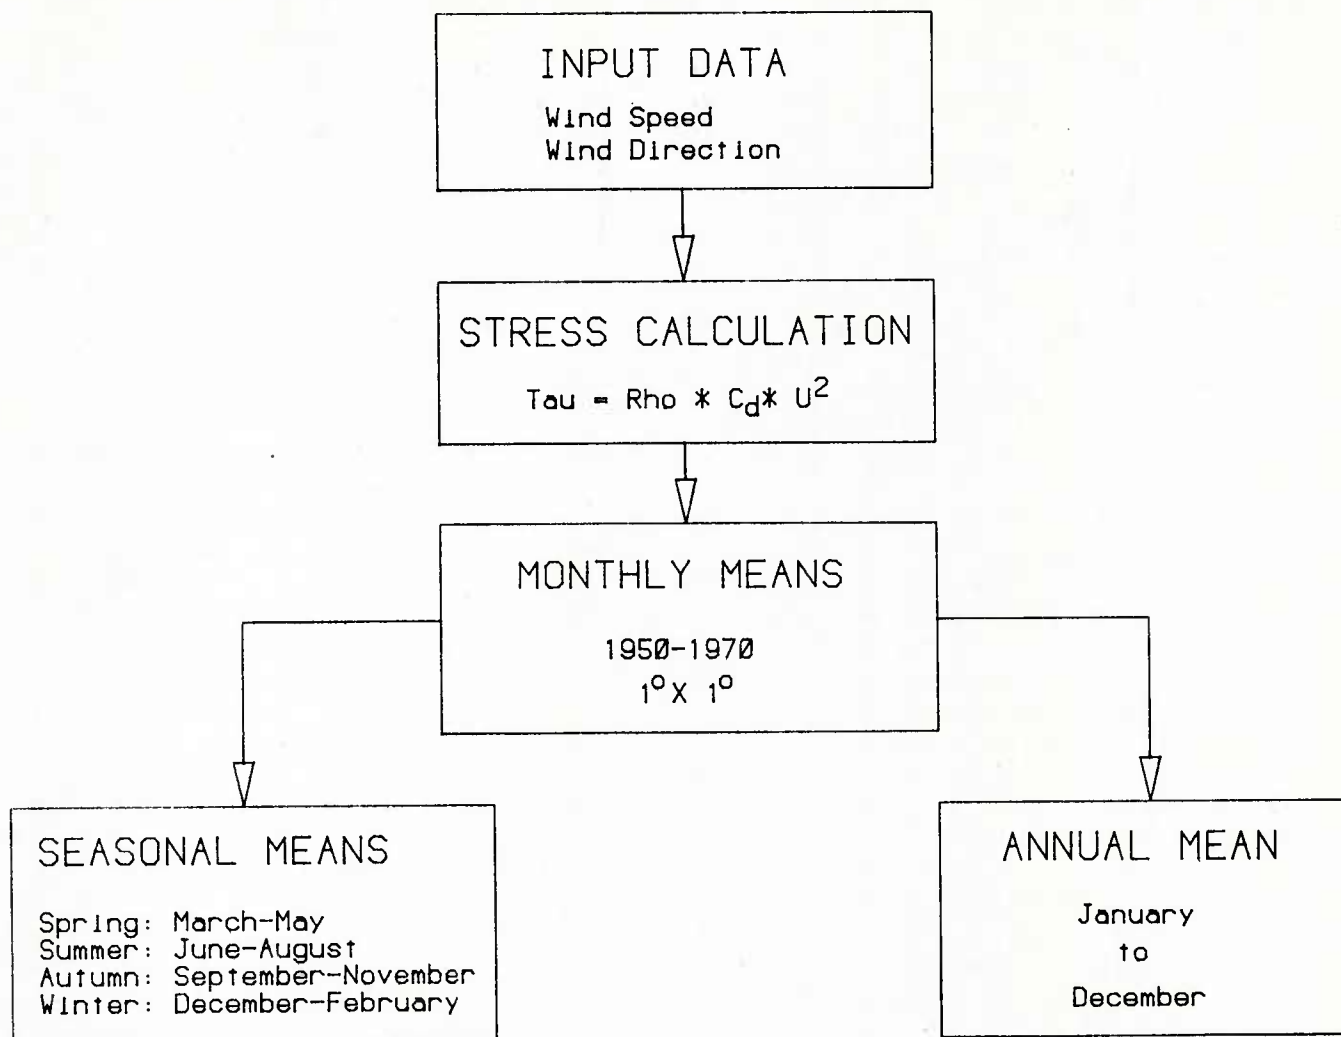 INPUT DATA
Wind Speed
Wind Direction
STRESS CALCULATION
Tau = Rho * Cd* U²
MONTHLY MEANS
1950-1970
1° X 1°
SEASONAL MEANS
Spring: March-May
Summer: June-August
Autumn: September-November
Winter: December-February
ANNUAL MEAN
January
to
December